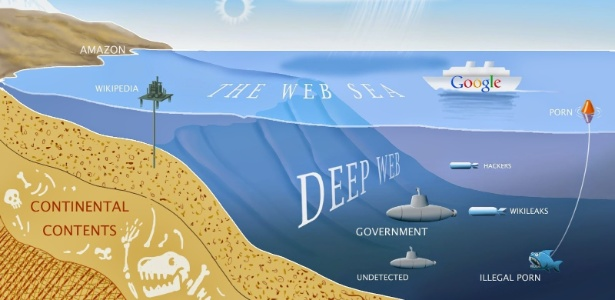 AMAZON
WIKIPEDIA
THE WEB SEA
Google
PORN
DEEP WEB
HACKERS
WIKILEAKS
GOVERNMENT
UNDETECTED
ILLEGAL PORN
CONTINENTAL
CONTENTS